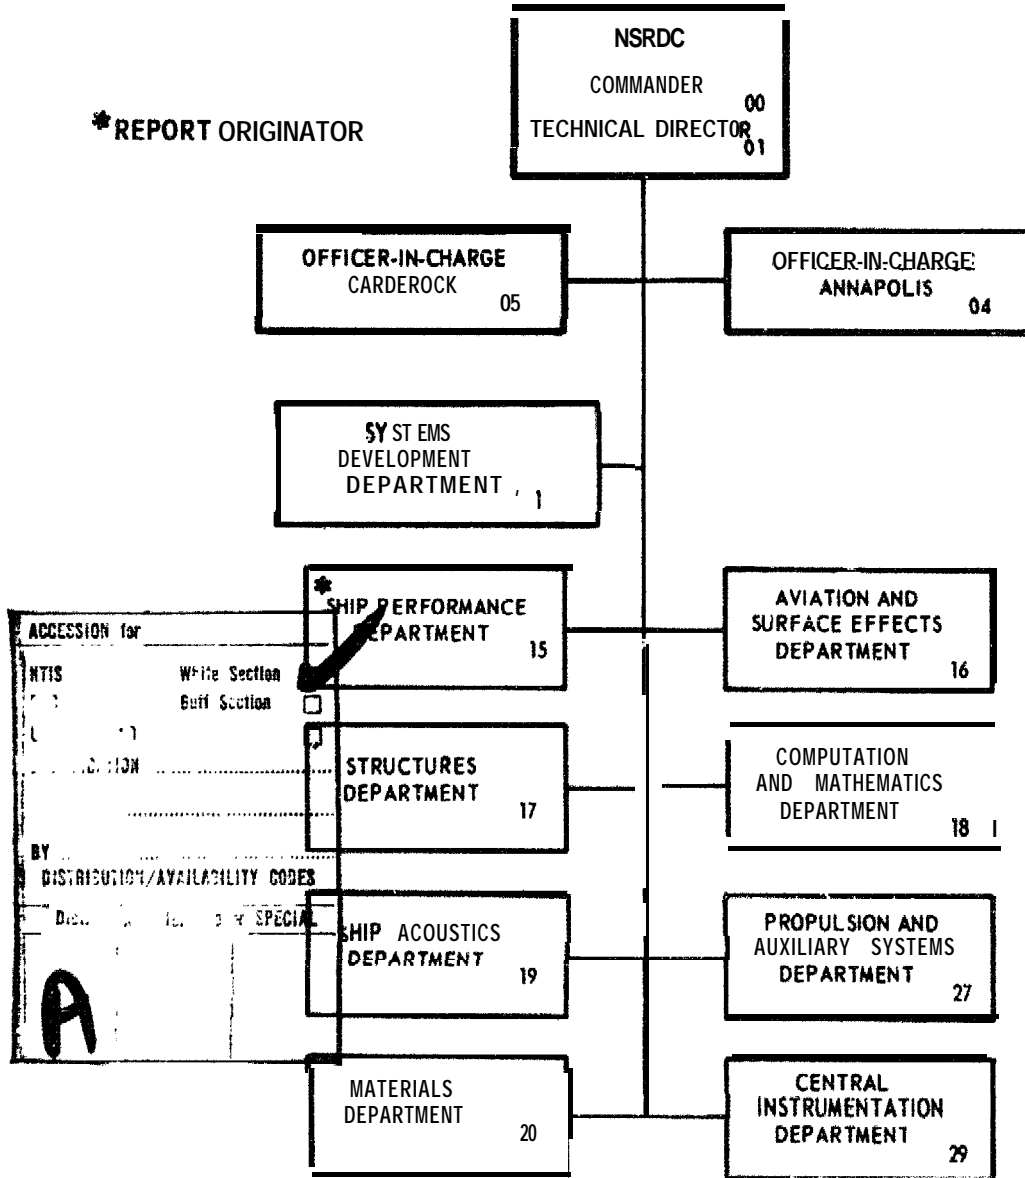 NSRDC
COMMANDER
00
TECHNICAL DIRECTOR
01
*REPORT ORIGINATOR
OFFICER-IN-CHARGE
CARDEROCK
05
OFFICER-IN-CHARGE
ANNAPOLIS
04
SYSTEMS
DEVELOPMENT
DEPARTMENT
1
*
SHIP PERFORMANCE
DEPARTMENT
15
AVIATION AND
SURFACE EFFECTS
DEPARTMENT
16
STRUCTURES
DEPARTMENT
17
COMPUTATION
AND MATHEMATICS
DEPARTMENT
18
SHIP ACOUSTICS
DEPARTMENT
19
PROPULSION AND
AUXILIARY SYSTEMS
DEPARTMENT
27
MATERIALS
DEPARTMENT
20
CENTRAL
INSTRUMENTATION
DEPARTMENT
29
ACCESSION for
NTIS White Section
Buff Section
BY
DISTRIBUTION/AVAILABILITY CODES
SPECIAL
A